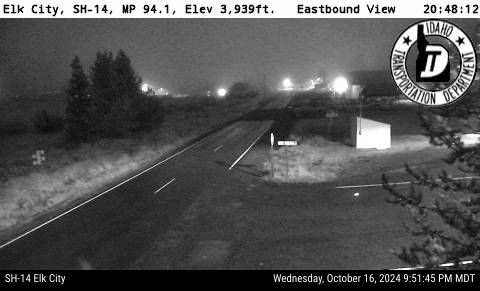 Elk City, SH-14, MP 94.1, Elev 3,939ft. Eastbound View 20:48:12
IDAHO
TRANSPORTATION DEPARTMENT
SH-14 Elk City Wednesday, October 16, 2024 9:51:45 PM MDT